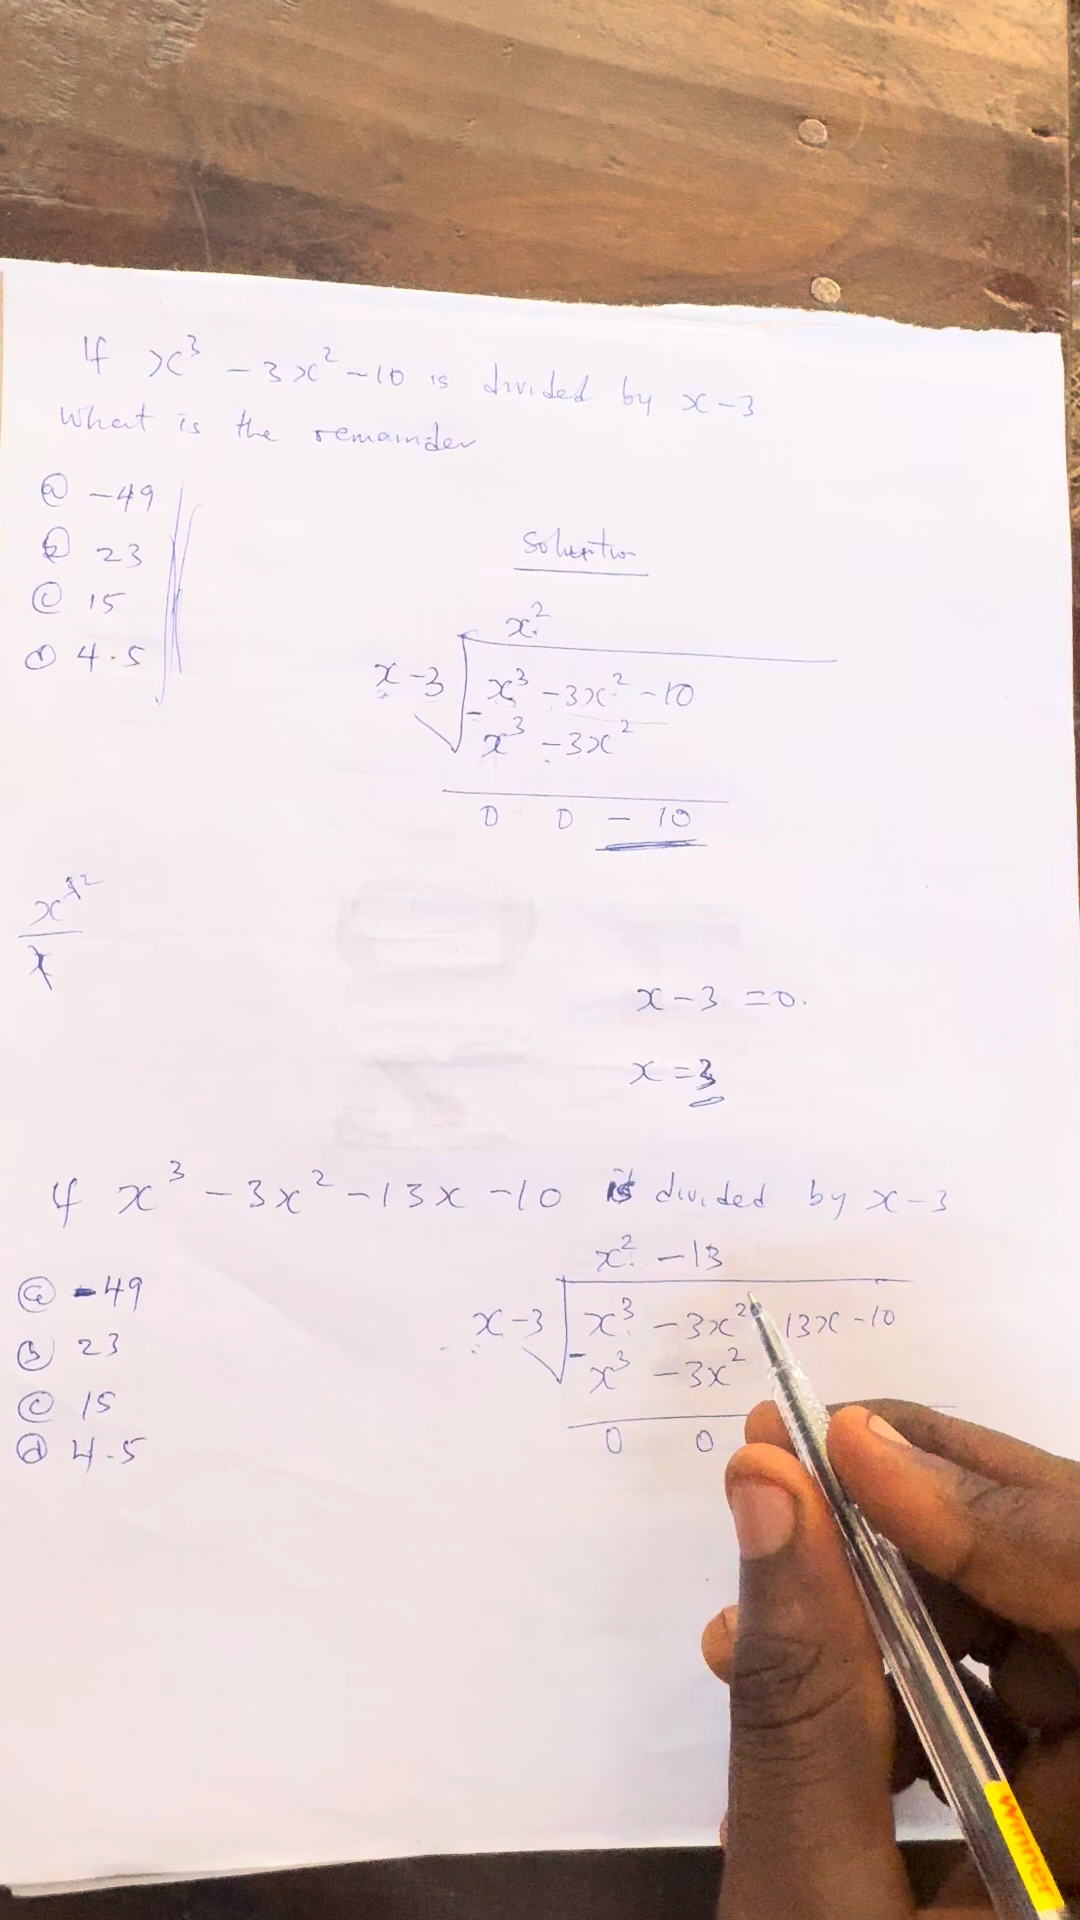 If x³ - 3x² - 10 is divided by x - 3
What is the remainder
(a) -49
(b) 23
(c) 15
(d) 4.5
Solution
x²
x - 3 x³ - 3x² - 10
- x³ - 3x²
0 0 - 10
x³²
x
x - 3 = 0.
x = 3
If x³ - 3x² - 13x - 10 is divided by x - 3
(a) -49
(b) 23
(c) 15
(d) 4.5
x² - 13
x - 3 x³ - 3x² 13x - 10
- x³ - 3x²
0 0
winner